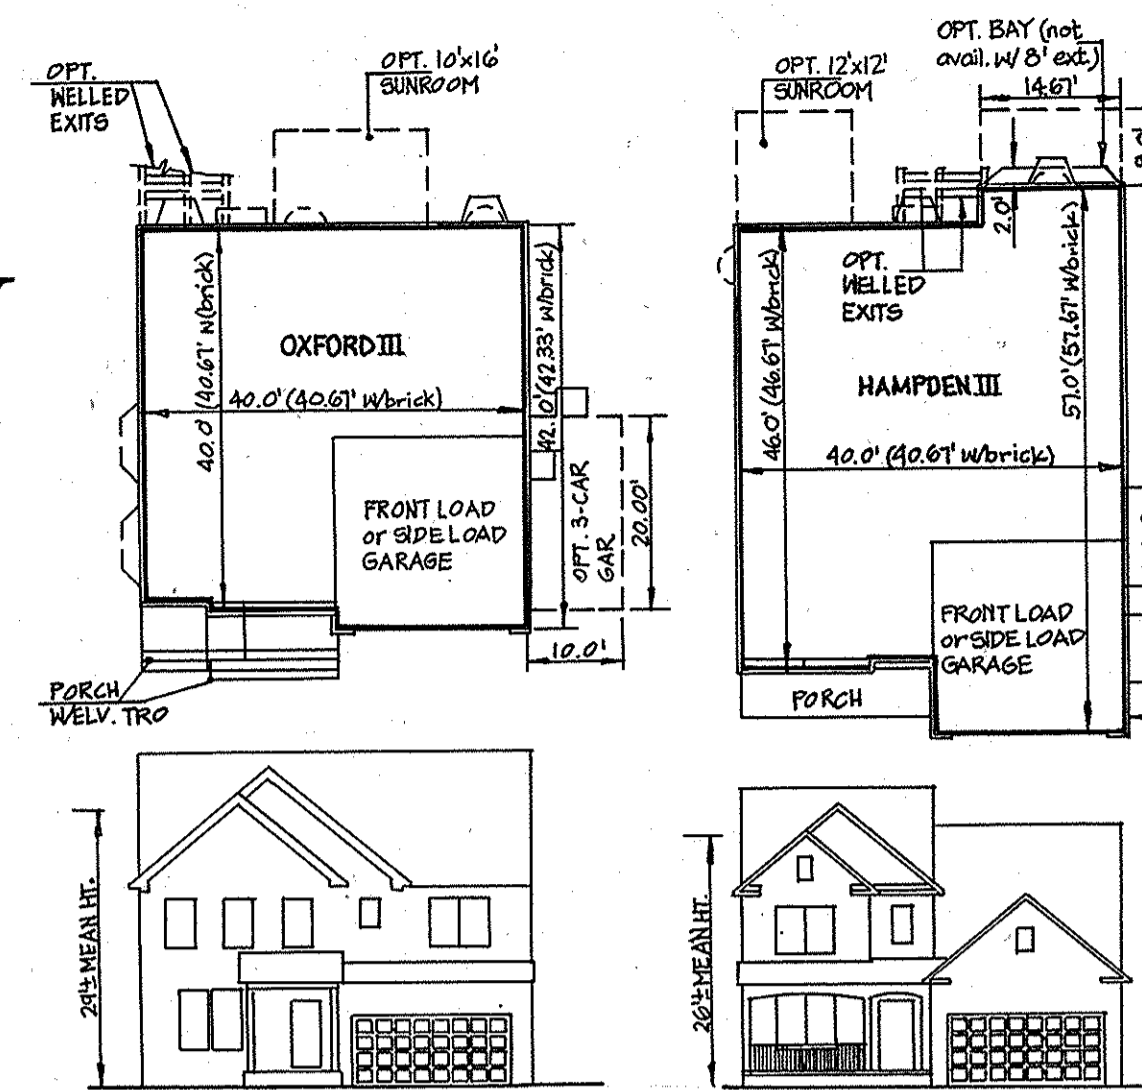 OPT.
WELLED
EXITS
OPT. 10'x16'
SUNROOM
OXFORD III
40.0' (40.67' w/brick)
40.0' (40.67' w/brick)
42.0' (42.33' w/brick)
FRONT LOAD
or SIDE LOAD
GARAGE
OPT. 3-CAR
GAR
20.00'
10.0'
PORCH
W/ELV. TRO
29'± MEAN HT.
OPT. 12'x12'
SUNROOM
OPT. BAY (not
avail. w/ 8' ext.)
14.67'
2.0'
OPT.
WELLED
EXITS
HAMPDEN III
46.0' (46.67' w/brick)
40.0' (40.67' w/brick)
57.0' (57.67' w/brick)
FRONT LOAD
or SIDE LOAD
GARAGE
PORCH
26'± MEAN HT.